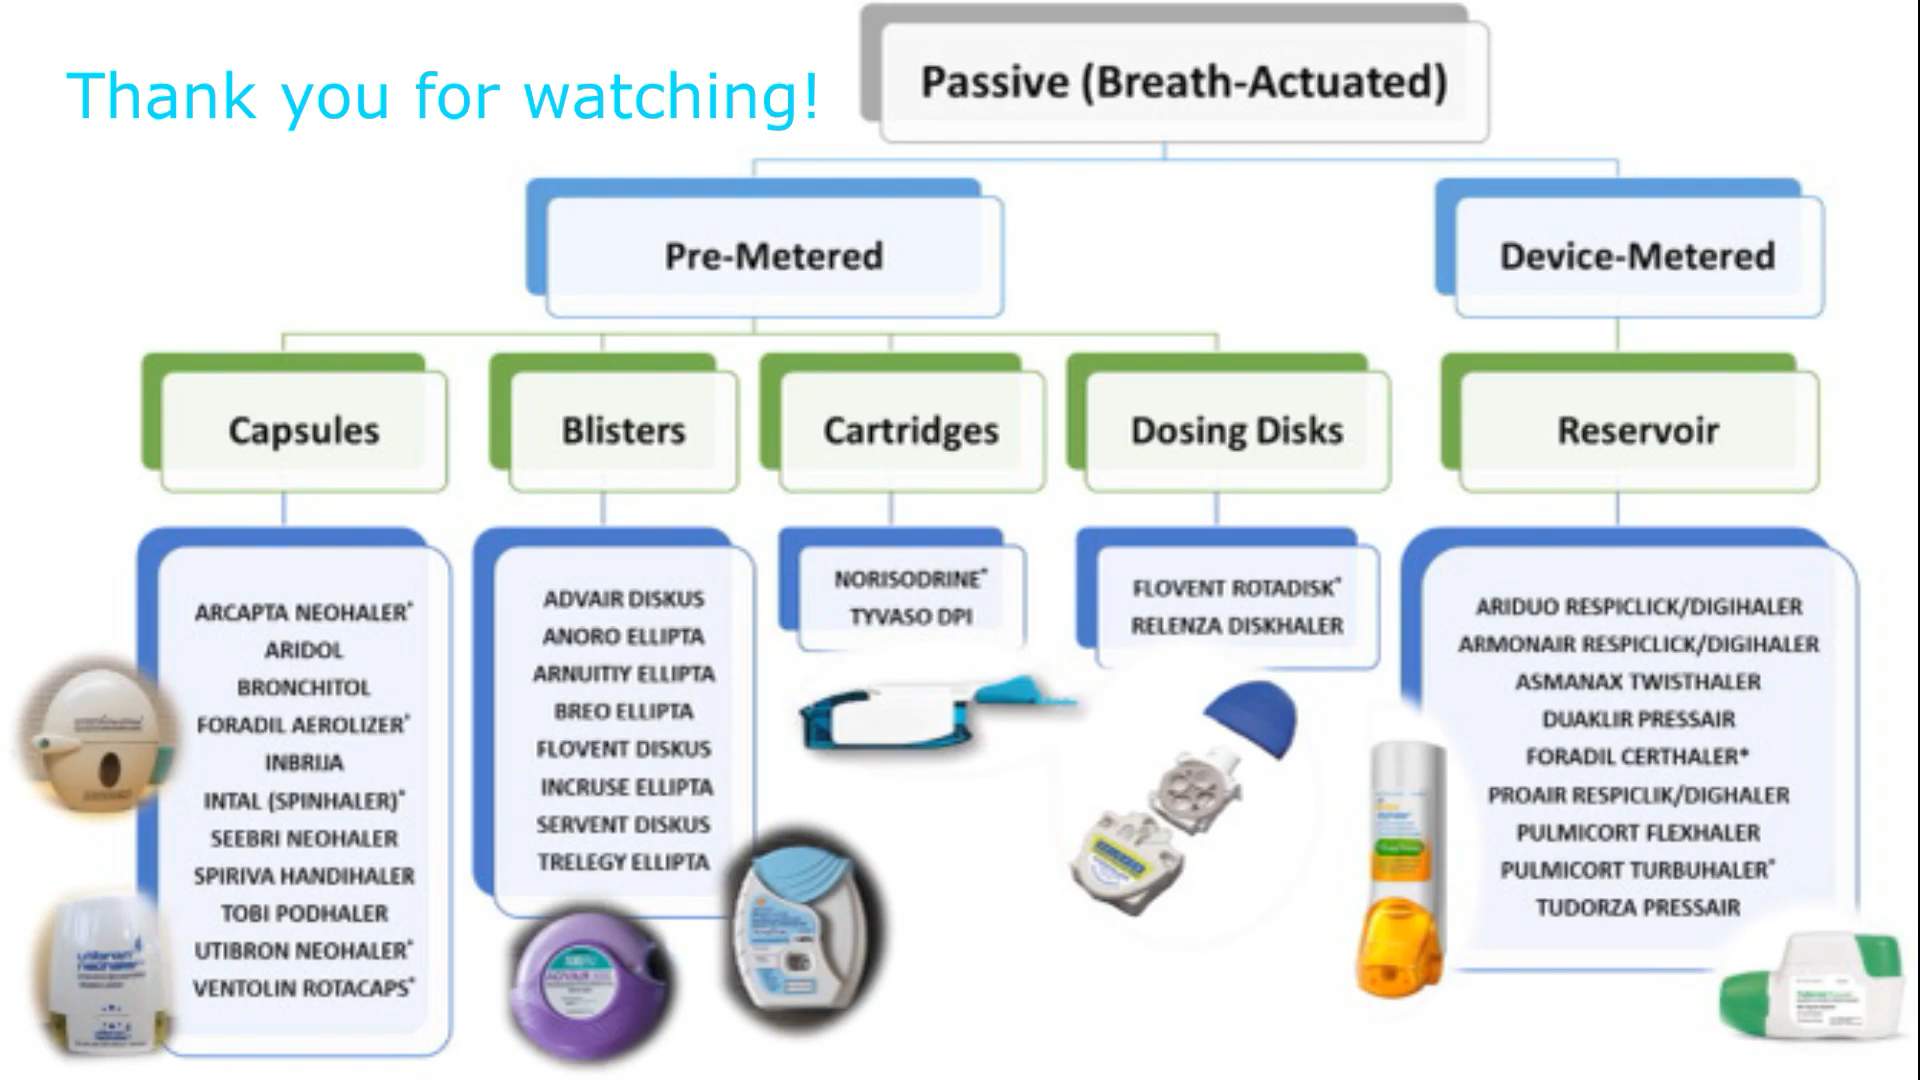 Thank you for watching!
Passive (Breath-Actuated)
Pre-Metered
Device-Metered
Capsules
Blisters
Cartridges
Dosing Disks
Reservoir
ARCAPTA NEOHALER*
ARIDOL
BRONCHITOL
FORADIL AEROLIZER*
INBRIJA
INTAL (SPINHALER)*
SEEBRI NEOHALER
SPIRIVA HANDIHALER
TOBI PODHALER
UTIBRON NEOHALER*
VENTOLIN ROTACAPS*
ADVAIR DISKUS
ANORO ELLIPTA
ARNUITIY ELLIPTA
BREO ELLIPTA
FLOVENT DISKUS
INCRUSE ELLIPTA
SERVENT DISKUS
TRELEGY ELLIPTA
NORISODRINE*
TYVASO DPI
FLOVENT ROTADISK*
RELENZA DISKHALER
ARIDUO RESPICLICK/DIGIHALER
ARMONAIR RESPICLICK/DIGIHALER
ASMANAX TWISTHALER
DUAKLIR PRESSAIR
FORADIL CERTHALER*
PROAIR RESPICLIK/DIGHALER
PULMICORT FLEXHALER
PULMICORT TURBUHALER*
TUDORZA PRESSAIR
utibron
neohaler
ADVAIR